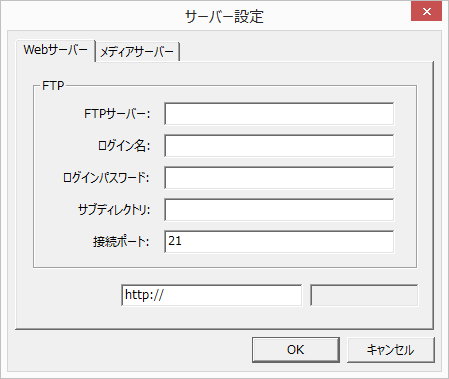 サーバー設定
Webサーバー メディアサーバー
FTP
FTPサーバー:
ログイン名:
ログインパスワード:
サブディレクトリ:
接続ポート: 21
http://
OK キャンセル